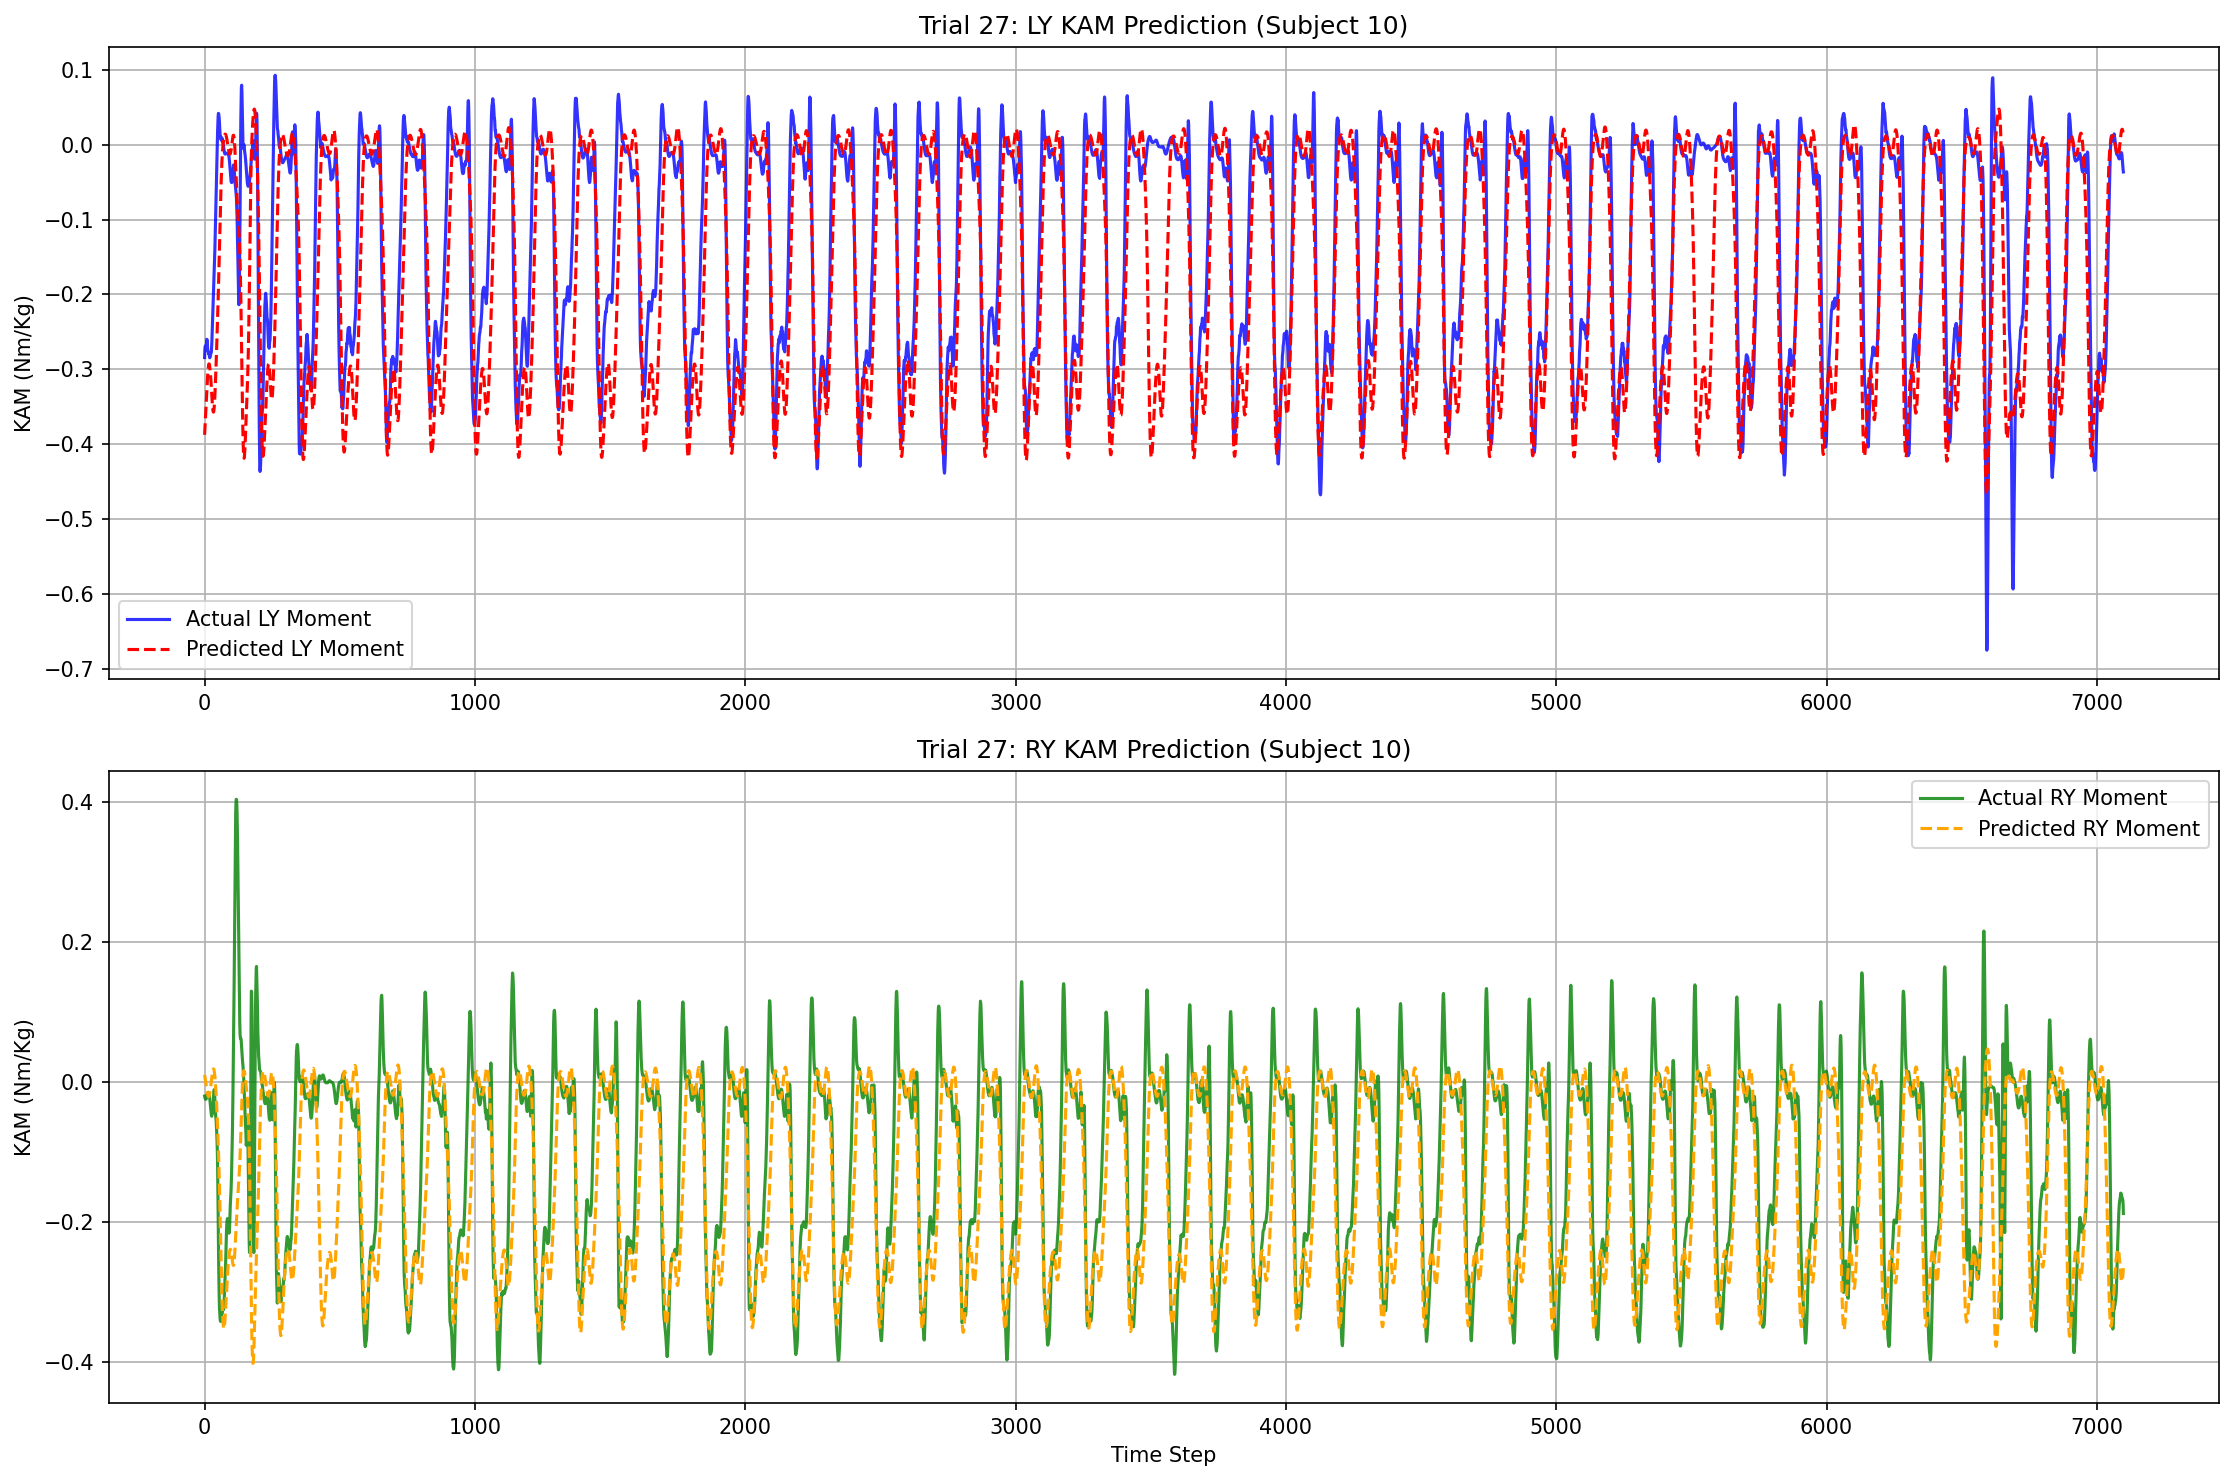 Trial 27: LY KAM Prediction (Subject 10)
KAM (Nm/Kg)
0.1
0.0
−0.1
−0.2
−0.3
−0.4
−0.5
−0.6
−0.7
Actual LY Moment
Predicted LY Moment
0 1000 2000 3000 4000 5000 6000 7000
Trial 27: RY KAM Prediction (Subject 10)
KAM (Nm/Kg)
0.4
0.2
0.0
−0.2
−0.4
Actual RY Moment
Predicted RY Moment
0 1000 2000 3000 4000 5000 6000 7000
Time Step